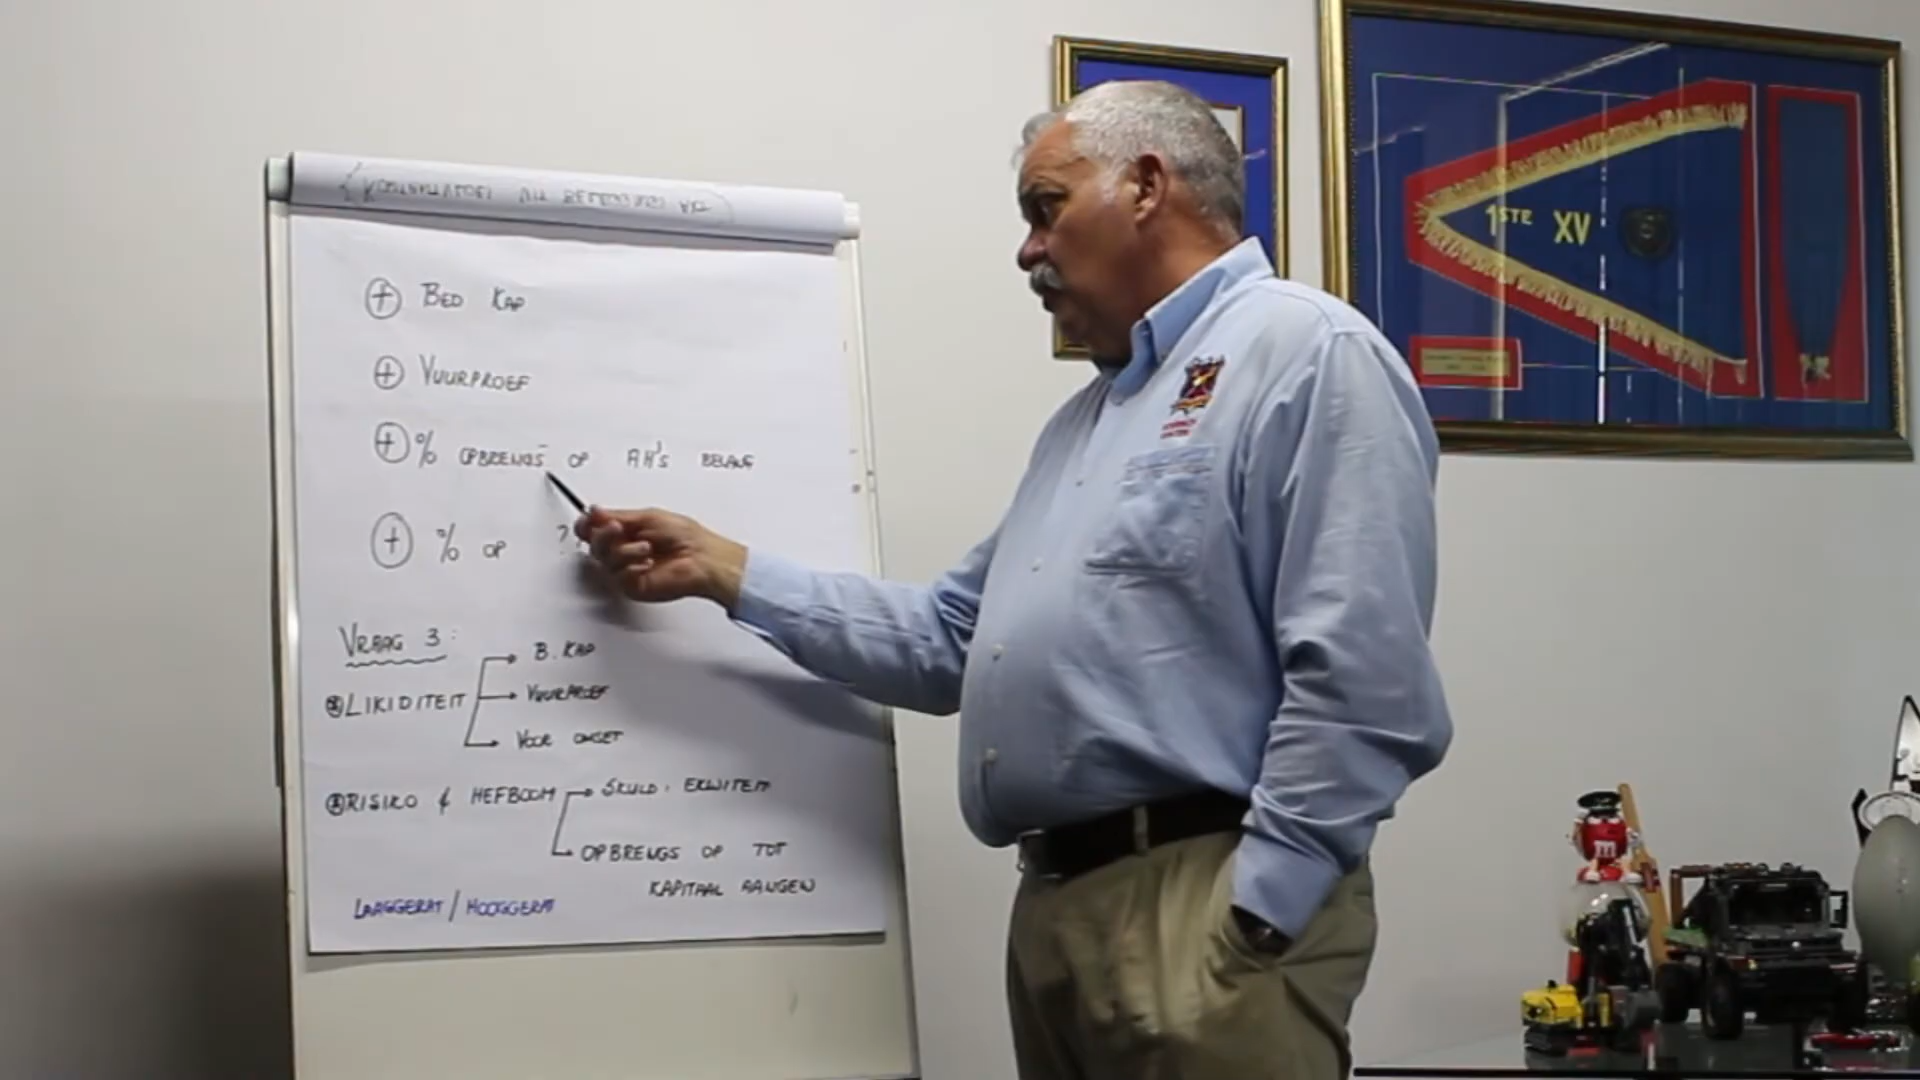 + BED KAP
+ VUURPROEF
+ % OPBRENGS OP AH'S BELANG
+ % OP ??
VRAAG 3:
LIKIDITEIT
B. KAP
VUURPROEF
VOOR OMSET
RISIKO & HEFBOOM
SKULD : EKWITEIT
OPBRENGS OP TOT
KAPITAAL AANGEW
LAAGGERAT / HOOGGERAT
1STE XV